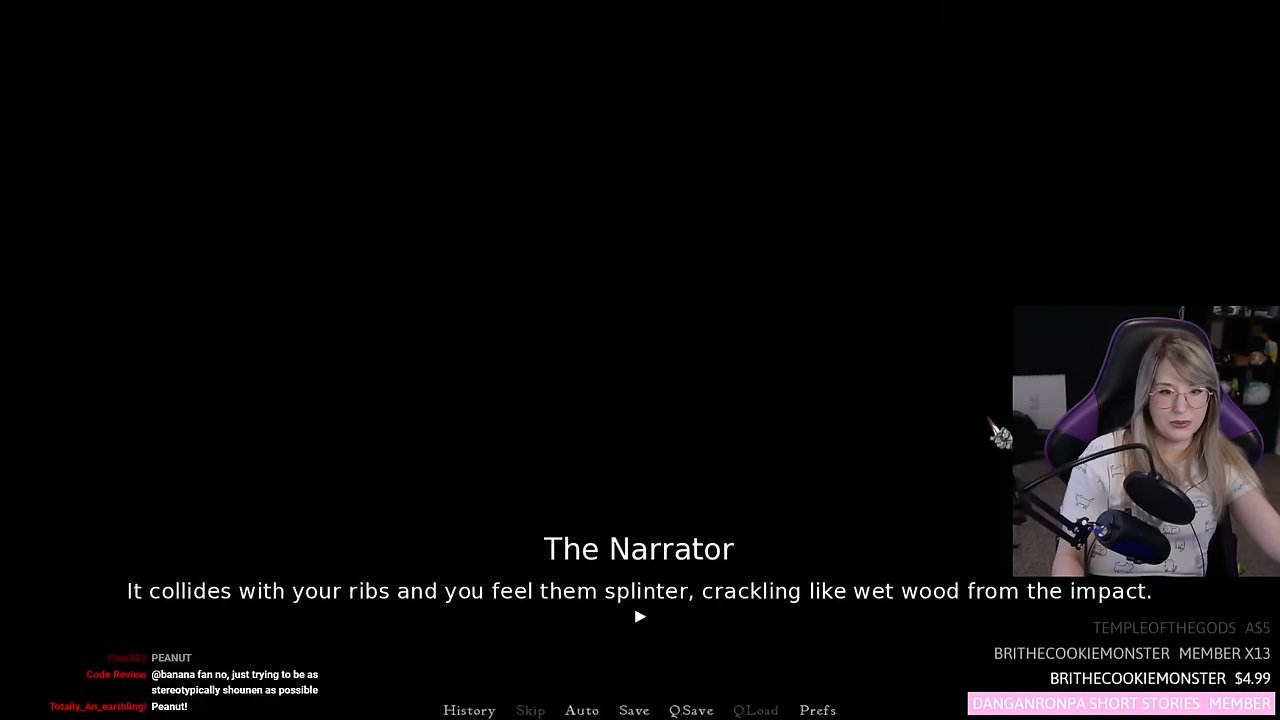 The Narrator
It collides with your ribs and you feel them splinter, crackling like wet wood from the impact.
TEMPLEOFTHEGODS A$5
BRITHECOOKIEMONSTER MEMBER X13
BRITHECOOKIEMONSTER $4.99
DANGANRONPA SHORT STORIES MEMBER
PEANUT
Code Review @banana fan no, just trying to be as
stereotypically shounen as possible
Totally_An_earthling! Peanut!
History Skip Auto Save QSave QLoad Prefs